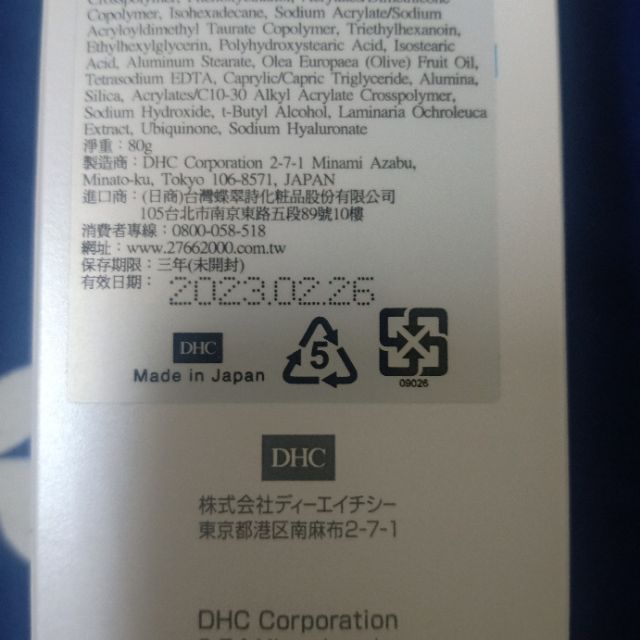 Copolymer, Isohexadecane, Sodium Acrylate/Sodium
Acryloyldimethyl Taurate Copolymer, Triethylhexanoin,
Ethylhexylglycerin, Polyhydroxystearic Acid, Isostearic
Acid, Aluminum Stearate, Olea Europaea (Olive) Fruit Oil,
Tetrasodium EDTA, Caprylic/Capric Triglyceride, Alumina,
Silica, Acrylates/C10-30 Alkyl Acrylate Crosspolymer,
Sodium Hydroxide, t-Butyl Alcohol, Laminaria Ochroleuca
Extract, Ubiquinone, Sodium Hyaluronate
淨重：80g
製造商：DHC Corporation 2-7-1 Minami Azabu,
Minato-ku, Tokyo 106-8571, JAPAN
進口商：(日商)台灣蝶翠詩化粧品股份有限公司
105台北市南京東路五段89號10樓
消費者專線：0800-058-518
網址：www.27662000.com.tw
保存期限：三年(未開封)
有效日期：2023.02.26
DHC
Made in Japan
5
09026
DHC
株式会社ディーエイチシー
東京都港区南麻布2-7-1
DHC Corporation